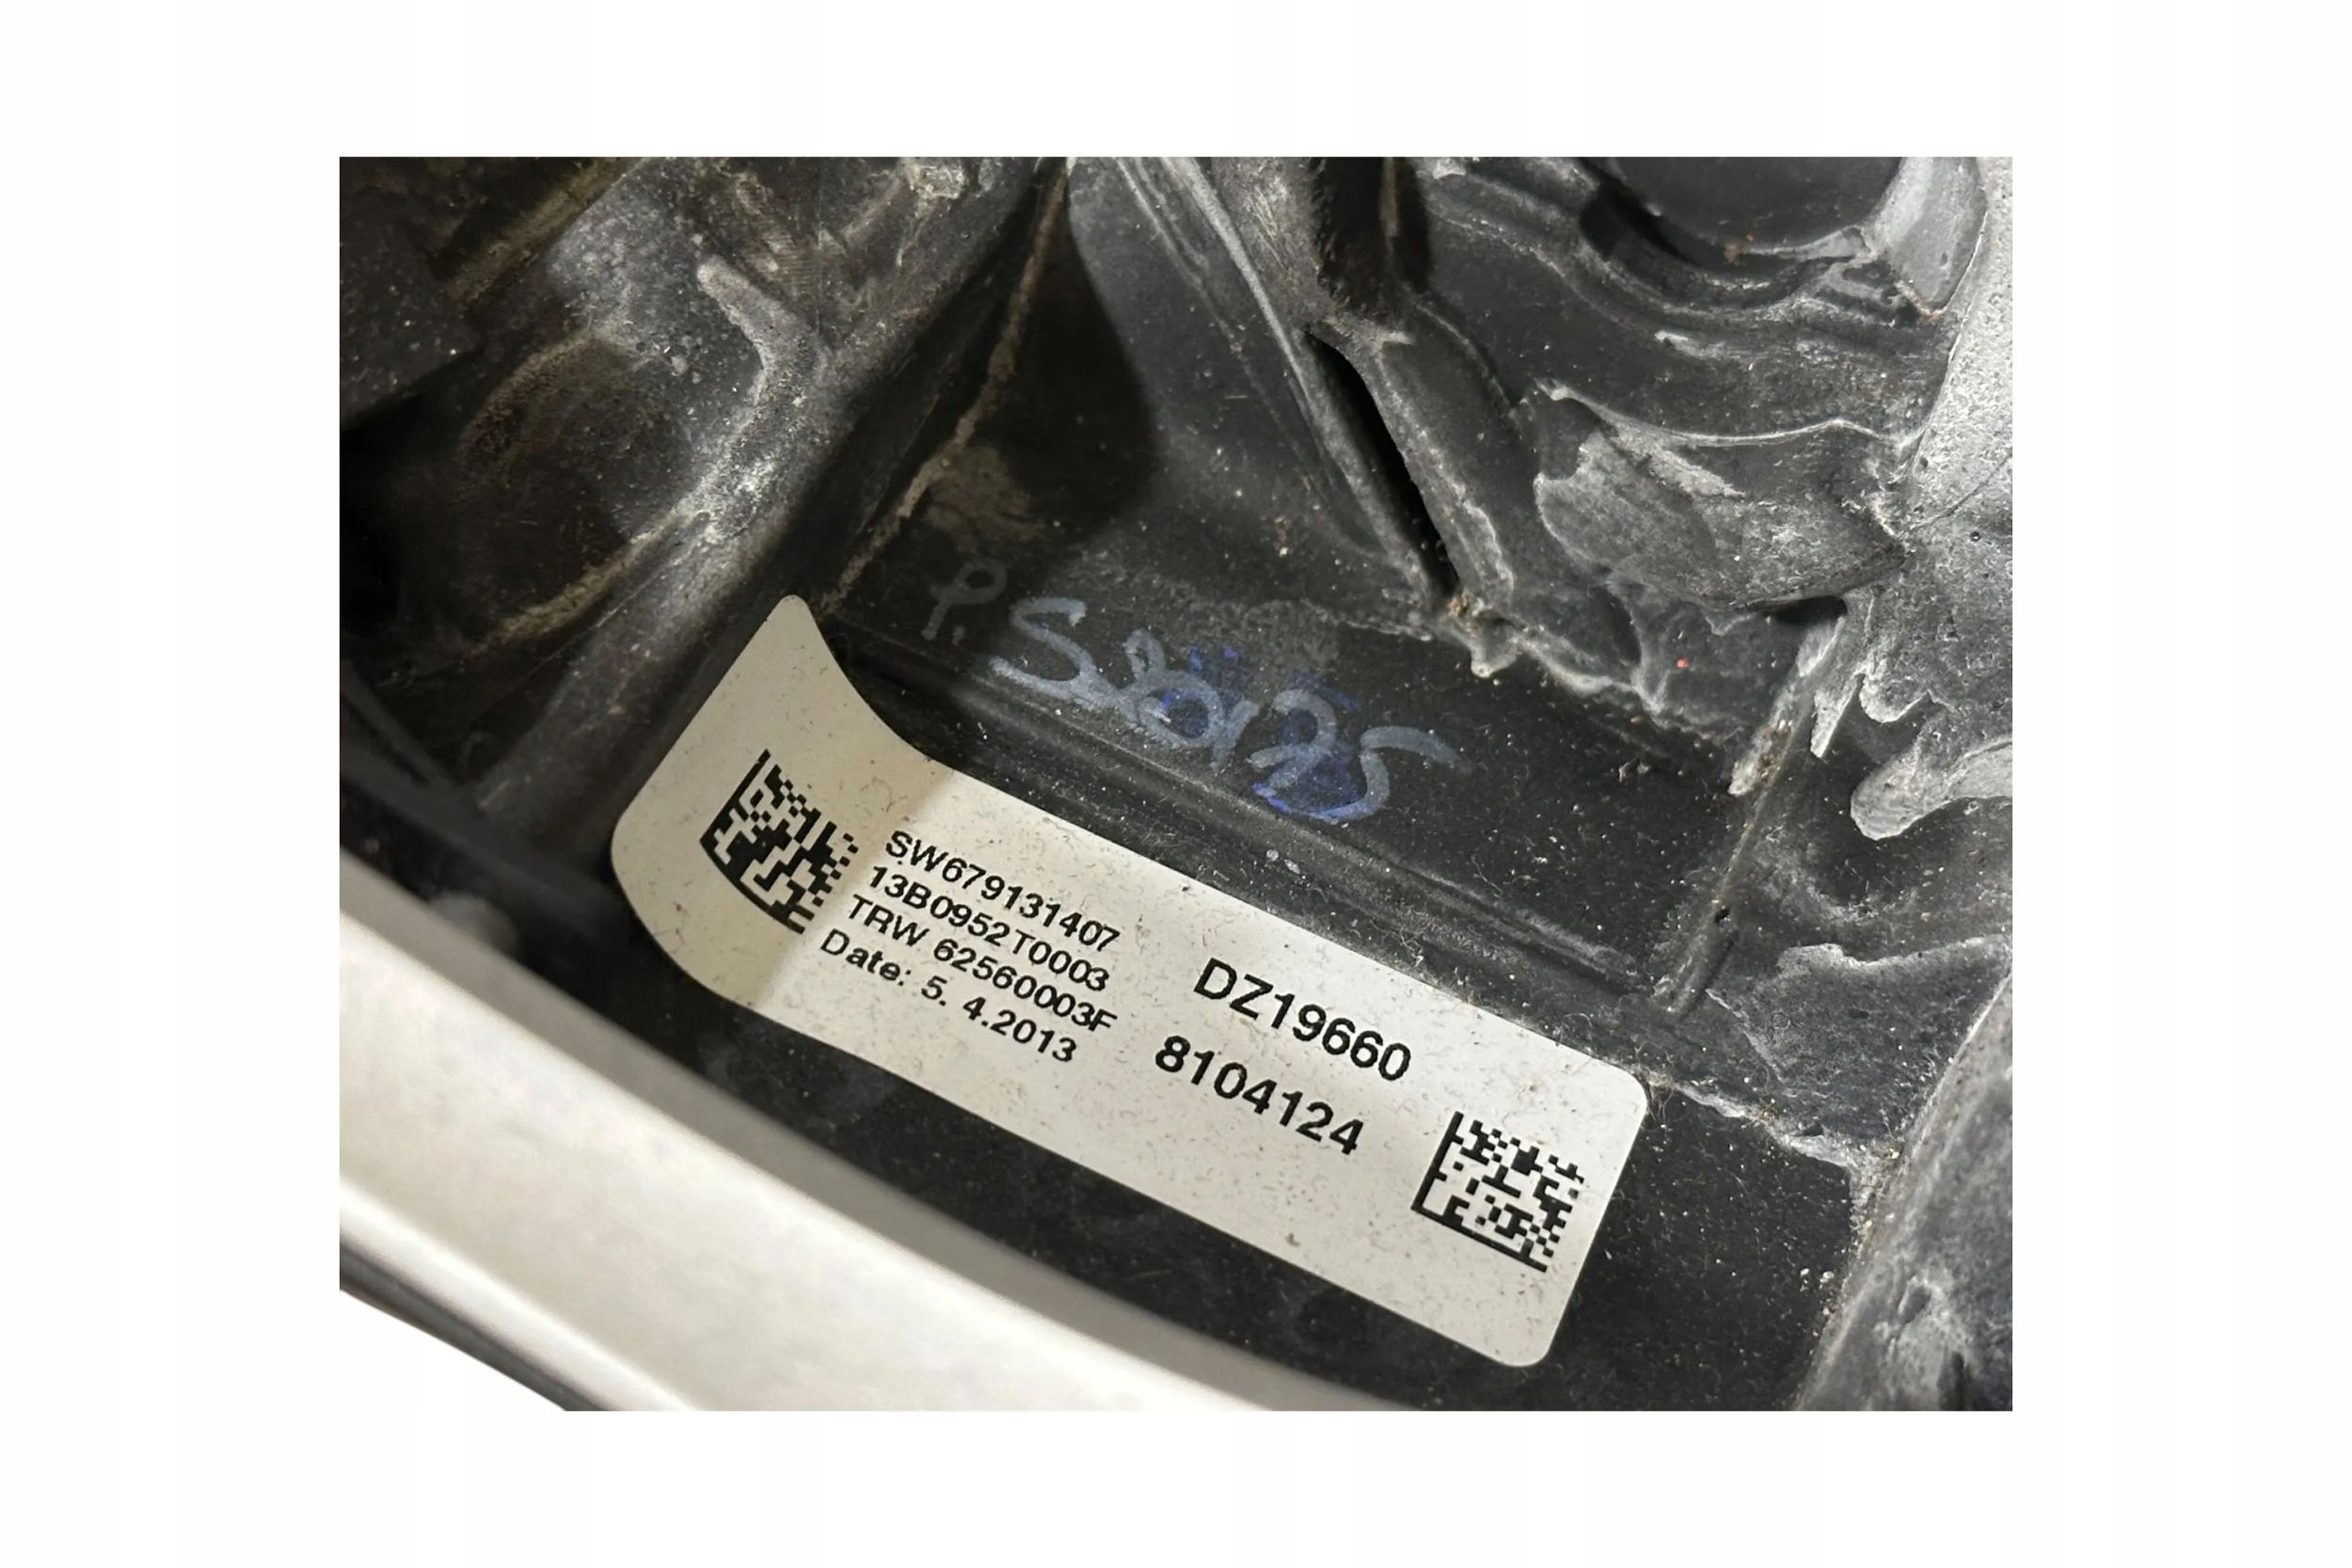 SW679131407
13B0952T0003
TRW 62560003F
Date: 5. 4.2013
DZ19660
8104124